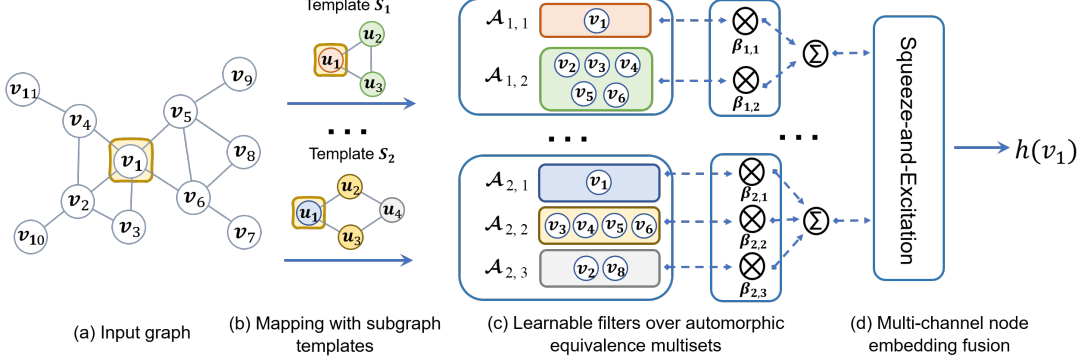 Template S₁
u₂
u₁
u₃
...
Template S₂
u₂
u₁
u₄
u₃
v₁₁
v₉
v₄
v₅
v₁
v₈
v₂
v₆
v₃
v₁₀
v₇
𝒜₁,₁
v₁
𝒜₁,₂
v₂ v₃ v₄
v₅ v₆
...
𝒜₂,₁
v₁
𝒜₂,₂
v₃ v₄ v₅ v₆
𝒜₂,₃
v₂ v₈
⊗
β₁,₁
⊗
β₁,₂
Σ
...
⊗
β₂,₁
⊗
β₂,₂
⊗
β₂,₃
Σ
Squeeze-and-Excitation
h(v₁)
(a) Input graph
(b) Mapping with subgraph
templates
(c) Learnable filters over automorphic
equivalence multisets
(d) Multi-channel node
embedding fusion